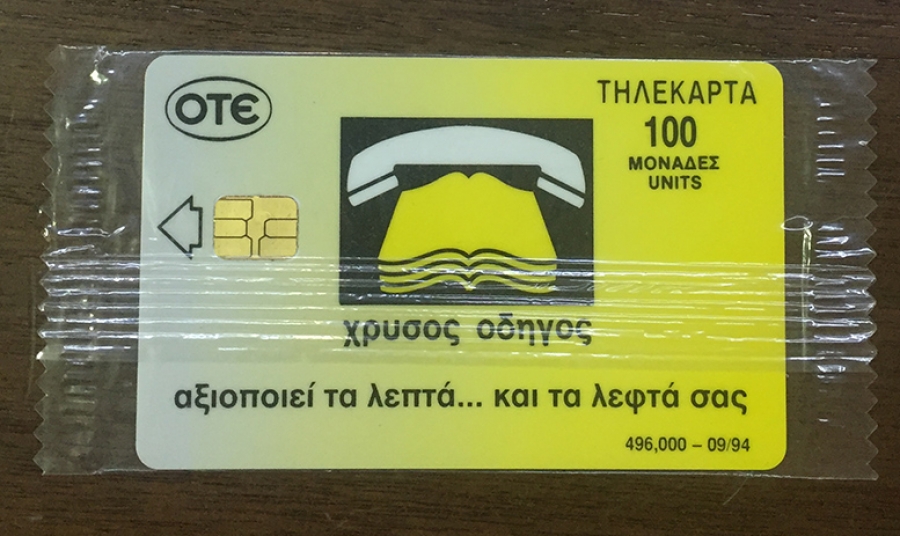 ΟΤΕ
ΤΗΛΕΚΑΡΤΑ
100
ΜΟΝΑΔΕΣ
UNITS
χρυσος οδηγος
αξιοποιεί τα λεπτά... και τα λεφτά σας
496,000 – 09/94